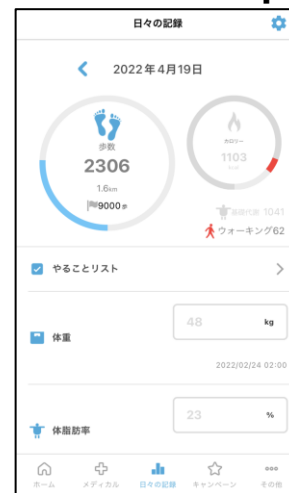 日々の記録
2022年4月19日
歩数
2306
1.6km
9000歩
カロリー
1103
kcal
基礎代謝 1041
ウォーキング62
やることリスト
体重
48
kg
2022/02/24 02:00
体脂肪率
23
%
ホーム
メディカル
日々の記録
キャンペーン
その他